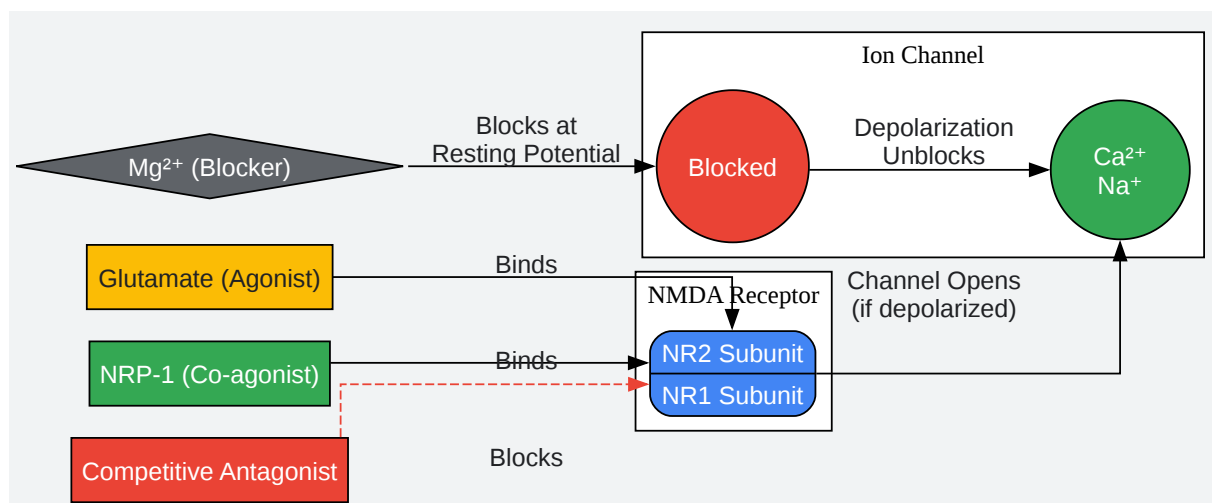 Ion Channel
Blocks at
Resting Potential
Depolarization
Unblocks
Mg²⁺ (Blocker)
Blocked
Ca²⁺
Na⁺
Glutamate (Agonist)
Binds
NMDA Receptor
Channel Opens
(if depolarized)
NRP-1 (Co-agonist)
Binds
NR2 Subunit
NR1 Subunit
Competitive Antagonist
Blocks